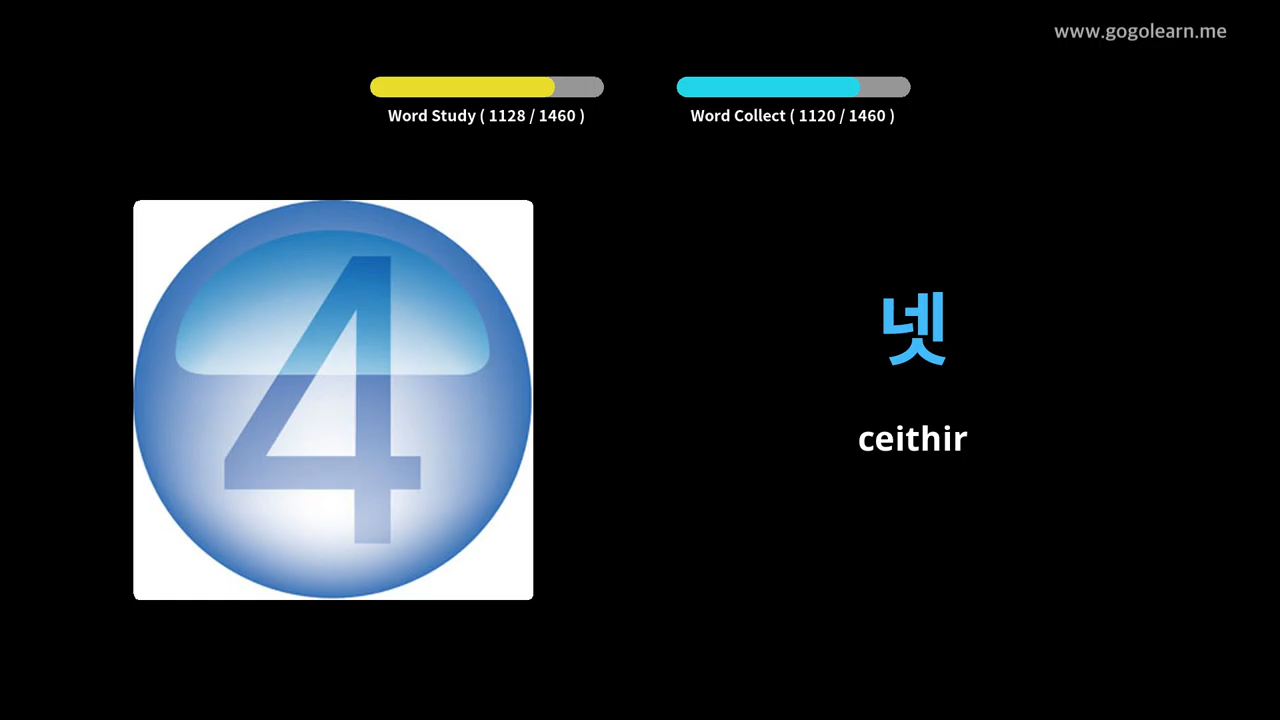 www.gogolearn.me
Word Study ( 1128 / 1460 )
Word Collect ( 1120 / 1460 )
4
넷
ceithir